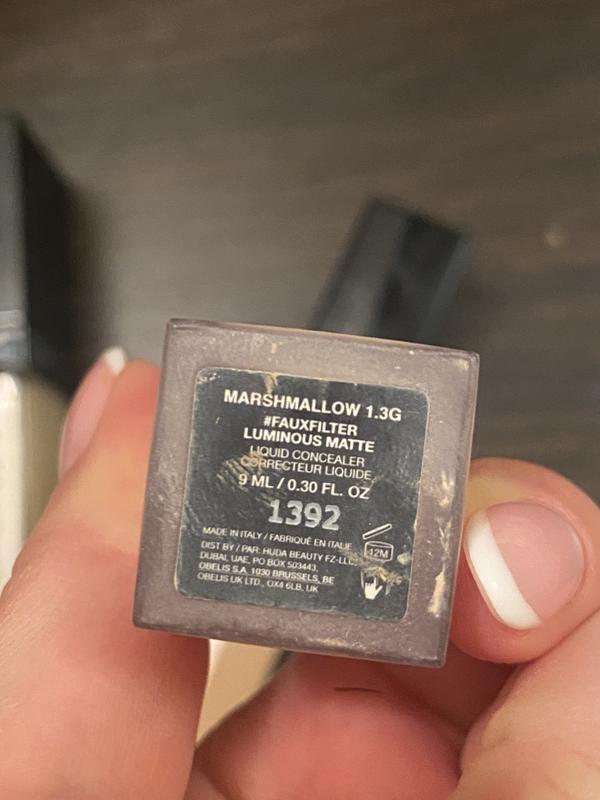 MARSHMALLOW 1.3G
#FAUXFILTER
LUMINOUS MATTE
LIQUID CONCEALER
CORRECTEUR LIQUIDE
9 ML / 0.30 FL. OZ
1392
MADE IN ITALY / FABRIQUÉ EN ITALIE
DIST BY / PAR: HUDA BEAUTY FZ-LLC,
DUBAI, UAE, PO BOX 503443,
OBELIS S.A. 1030 BRUSSELS, BE
OBELIS UK LTD., OX4 6LB, UK
12M